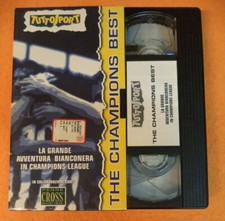 TUTTOSPORT
THE CHAMPIONS BEST
LA GRANDE
AVVENTURA BIANCONERA
IN CHAMPIONS LEAGUE
CROSS
TUTTOSPORT
THE CHAMPIONS BEST
LA GRANDE
AVVENTURA BIANCONERA
IN CHAMPIONS LEAGUE